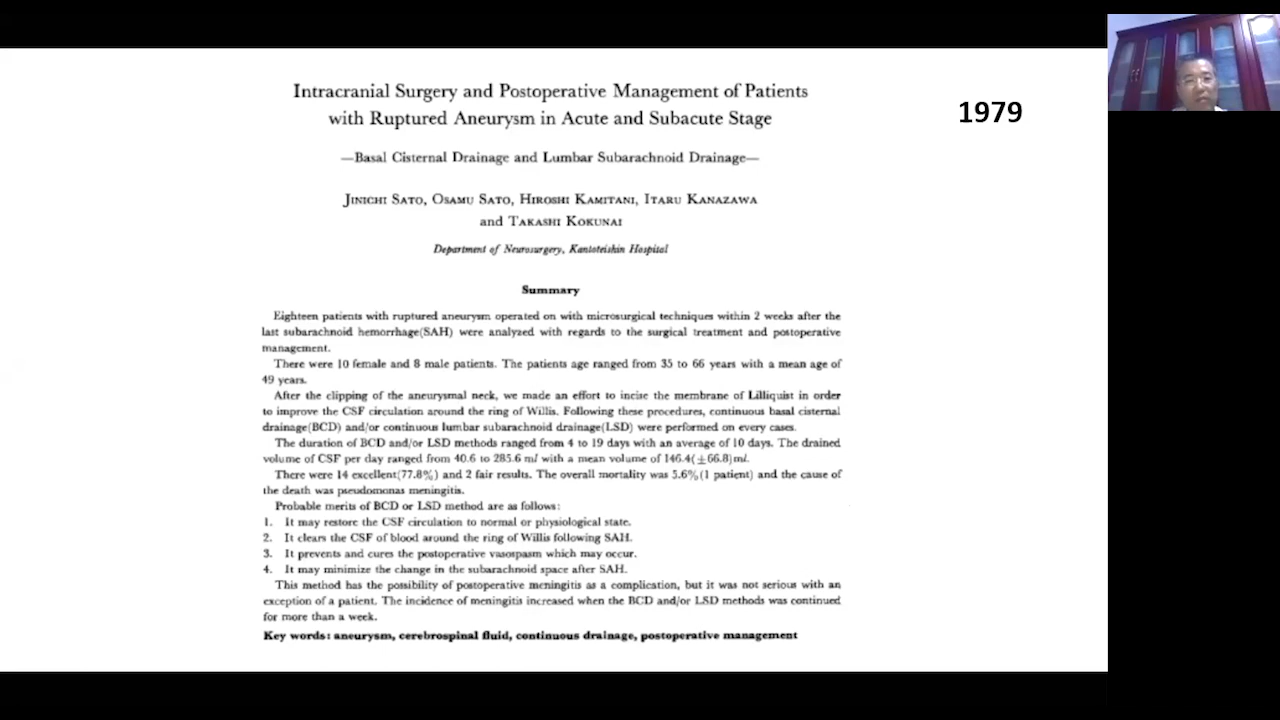 Intracranial Surgery and Postoperative Management of Patients
with Ruptured Aneurysm in Acute and Subacute Stage
1979
—Basal Cisternal Drainage and Lumbar Subarachnoid Drainage—
JINICHI SATO, OSAMU SATO, HIROSHI KAMITANI, ITARU KANAZAWA
and TAKASHI KOKUNAI
Department of Neurosurgery, Kantoteishin Hospital
Summary
Eighteen patients with ruptured aneurysm operated on with microsurgical techniques within 2 weeks after the
last subarachnoid hemorrhage(SAH) were analyzed with regards to the surgical treatment and postoperative
management.
There were 10 female and 8 male patients. The patients age ranged from 35 to 66 years with a mean age of
49 years.
After the clipping of the aneurysmal neck, we made an effort to incise the membrane of Lilliquist in order
to improve the CSF circulation around the ring of Willis. Following these procedures, continuous basal cisternal
drainage(BCD) and/or continuous lumbar subarachnoid drainage(LSD) were performed on every cases.
The duration of BCD and/or LSD methods ranged from 4 to 19 days with an average of 10 days. The drained
volume of CSF per day ranged from 40.6 to 285.6 ml with a mean volume of 146.4(±66.8)ml.
There were 14 excellent(77.8%) and 2 fair results. The overall mortality was 5.6%(1 patient) and the cause of
the death was pseudomonas meningitis.
Probable merits of BCD or LSD method are as follows:
1. It may restore the CSF circulation to normal or physiological state.
2. It clears the CSF of blood around the ring of Willis following SAH.
3. It prevents and cures the postoperative vasospasm which may occur.
4. It may minimize the change in the subarachnoid space after SAH.
This method has the possibility of postoperative meningitis as a complication, but it was not serious with an
exception of a patient. The incidence of meningitis increased when the BCD and/or LSD methods was continued
for more than a week.
Key words: aneurysm, cerebrospinal fluid, continuous drainage, postoperative management